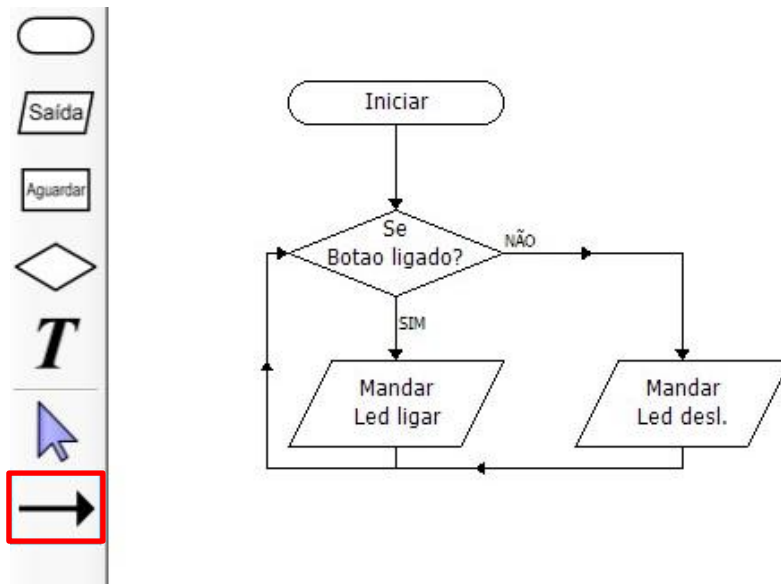 Saída
Aguardar
T
Iniciar
Se
Botao ligado?
NÃO
SIM
Mandar
Led ligar
Mandar
Led desl.